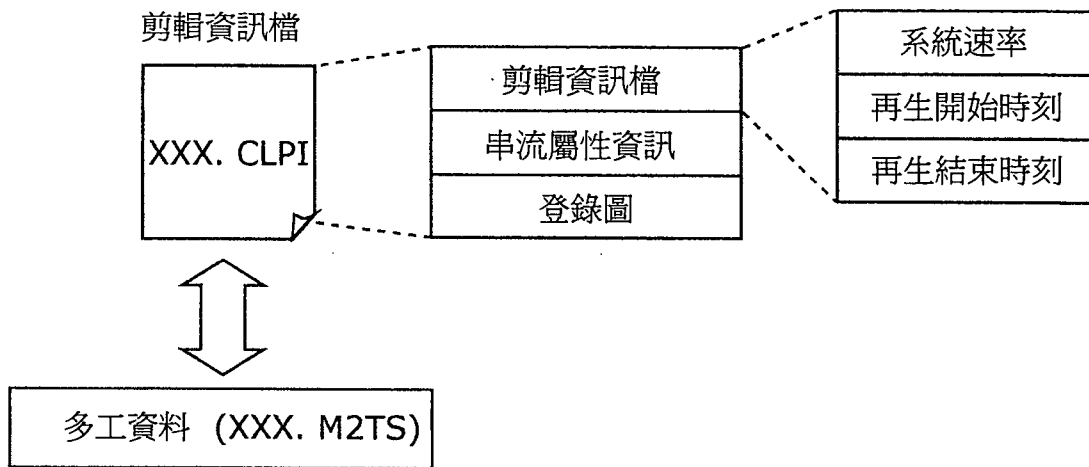 剪輯資訊檔
XXX. CLPI
剪輯資訊檔
串流屬性資訊
登錄圖
系統速率
再生開始時刻
再生結束時刻
多工資料 (XXX. M2TS)